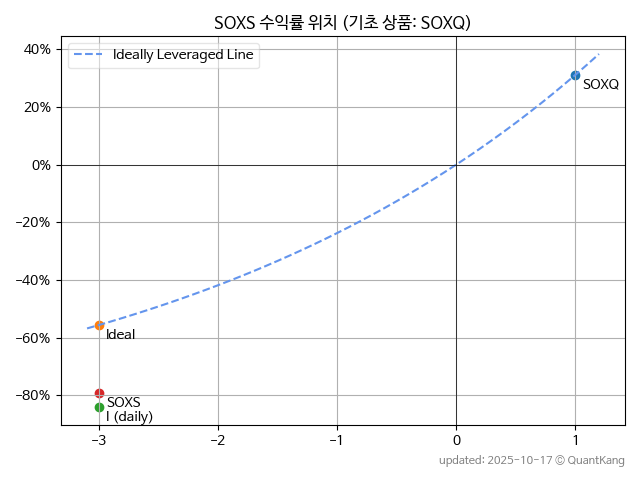 SOXS 수익률 위치 (기초 상품: SOXQ)
40%
20%
0%
−20%
−40%
−60%
−80%
Ideally Leveraged Line
SOXQ
Ideal
SOXS
I (daily)
−3
−2
−1
0
1
updated: 2025-10-17 © QuantKang